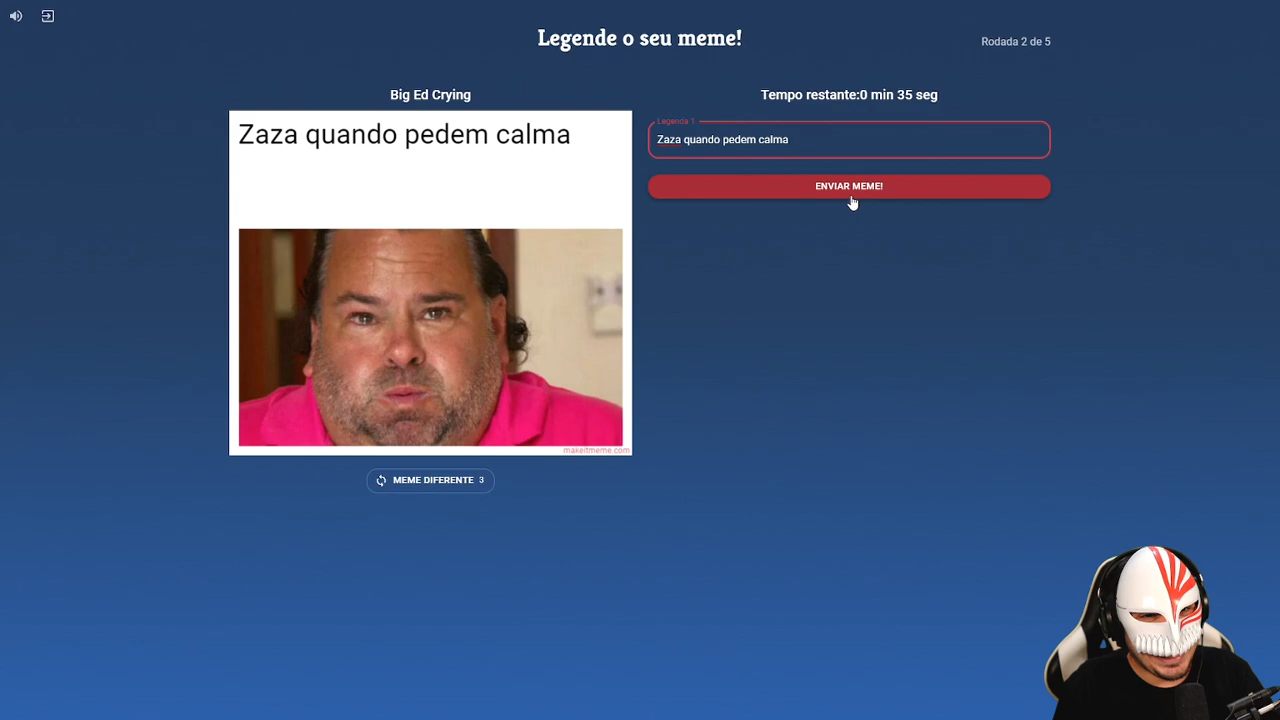 Legende o seu meme!
Rodada 2 de 5
Big Ed Crying
Zaza quando pedem calma
makeitmeme.com
MEME DIFERENTE 3
Tempo restante:0 min 35 seg
Legenda 1
Zaza quando pedem calma
ENVIAR MEME!